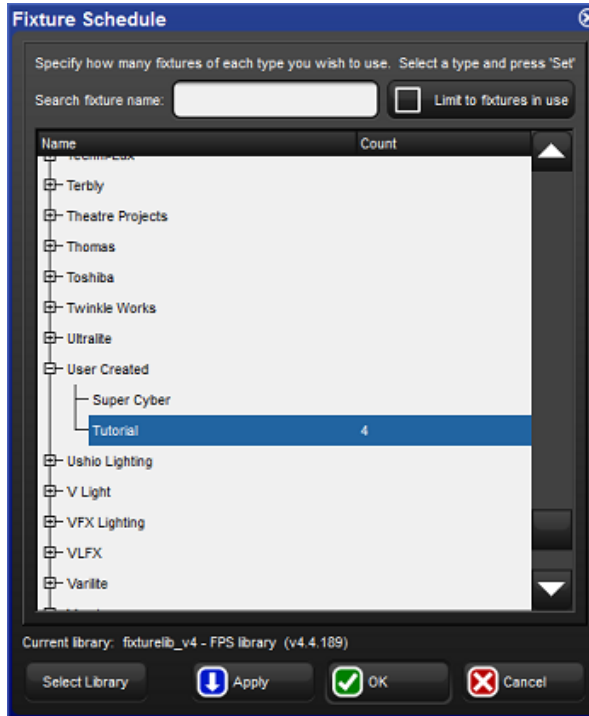 Fixture Schedule
Specify how many fixtures of each type you wish to use. Select a type and press 'Set'
Search fixture name:
Limit to fixtures in use
Name Count
Terbly
Theatre Projects
Thomas
Toshiba
Twinkle Works
Ultralite
User Created
Super Cyber
Tutorial 4
Ushio Lighting
V Light
VFX Lighting
VLFX
Varilite
Current library: fixturelib_v4 - FPS library (v4.4.189)
Select Library Apply OK Cancel